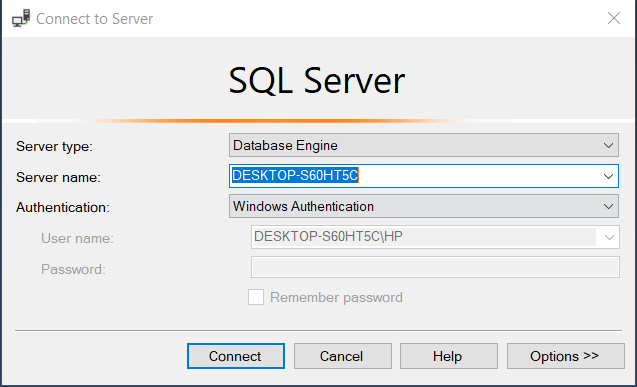 Connect to Server
SQL Server
Server type: Database Engine
Server name: DESKTOP-S60HT5C
Authentication: Windows Authentication
User name: DESKTOP-S60HT5C\HP
Password:
Remember password
Connect Cancel Help Options >>